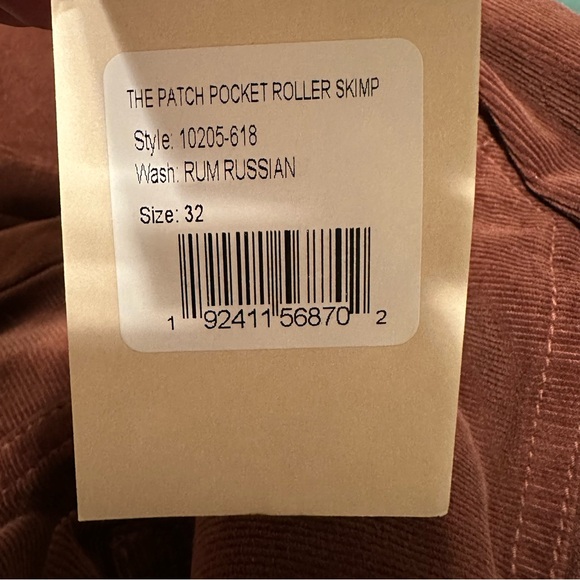 THE PATCH POCKET ROLLER SKIMP
Style: 10205-618
Wash: RUM RUSSIAN
Size: 32
1 92411 56870 2